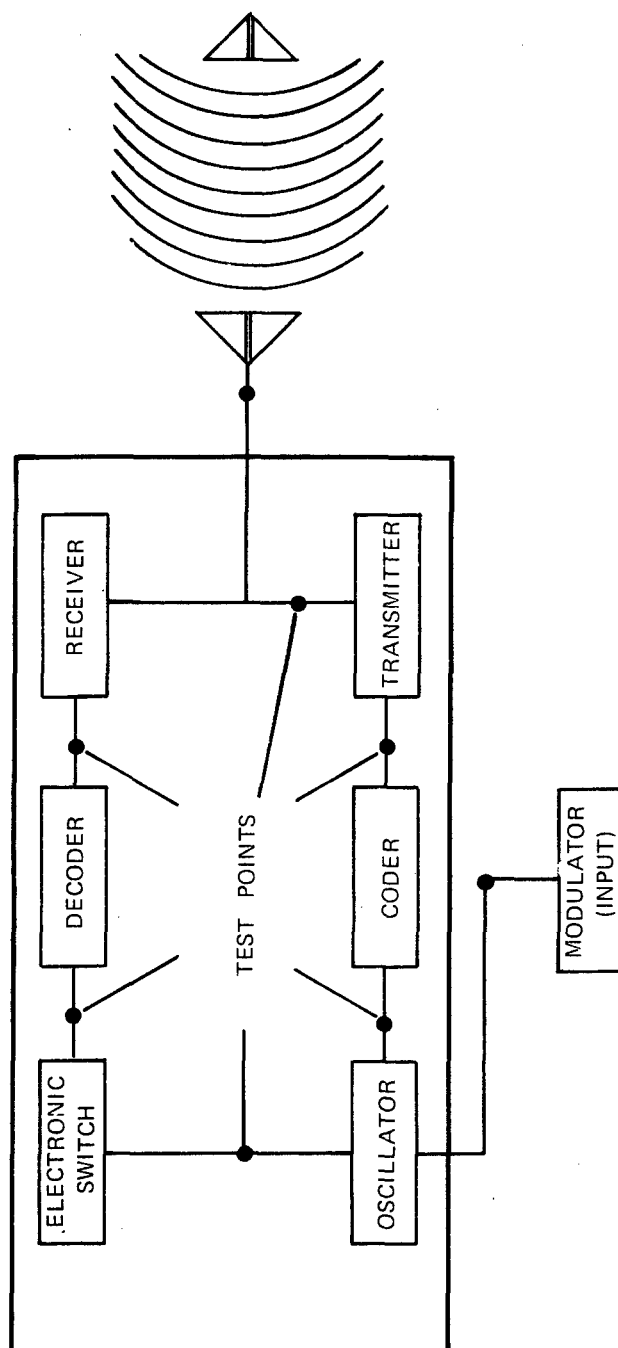 RECEIVER
TRANSMITTER
DECODER
TEST POINTS
CODER
MODULATOR
(INPUT)
ELECTRONIC
SWITCH
OSCILLATOR